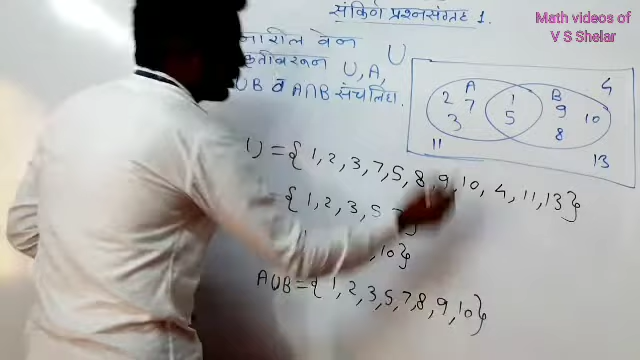 संकिर्ण प्रश्नसंग्रह 1.
Math videos of
V S Shelar
वेन
U, A,
UB व A∩B संच लिहा.
U
A
B
2 7 3
1 5
9 10 8
4
11
13
U = { 1, 2, 3, 7, 5, 8, 9, 10, 4, 11, 13 }
= { 1, 2, 3, 5
, 10 }
A∪B = { 1, 2, 3, 5, 7, 8, 9, 10 }